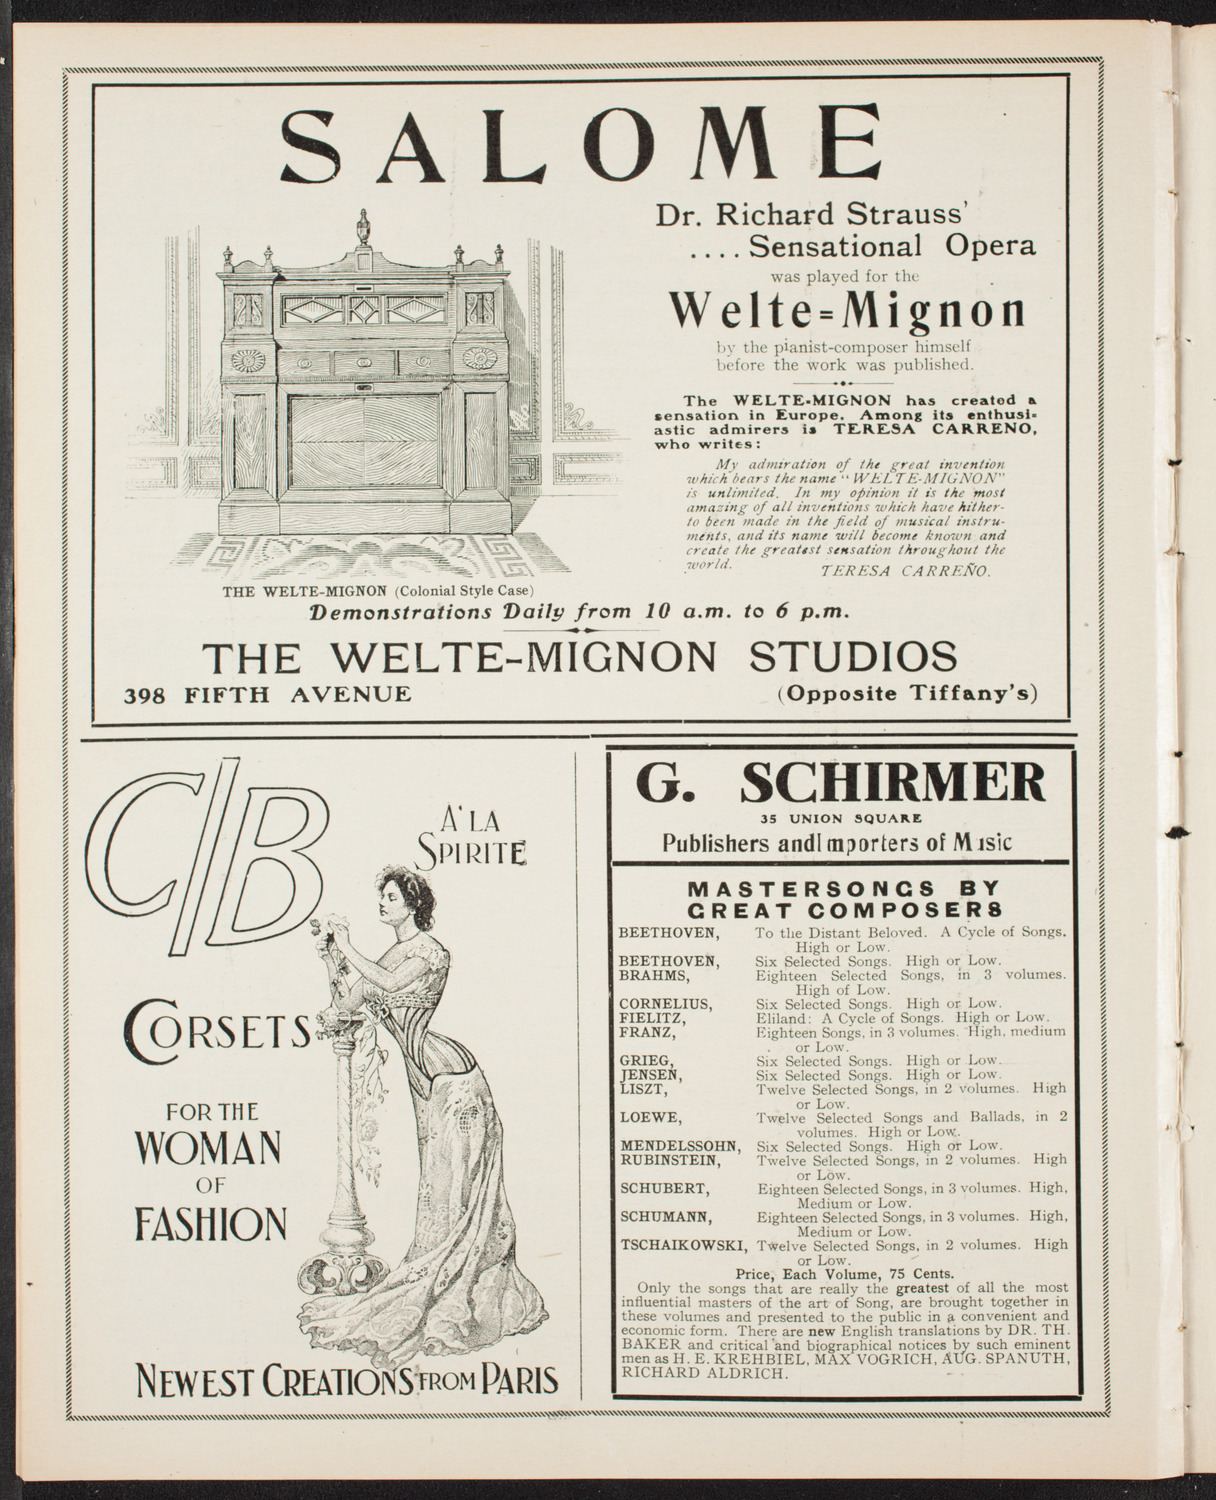 SALOME
Dr. Richard Strauss'
.... Sensational Opera
was played for the
Welte=Mignon
by the pianist-composer himself
before the work was published.
The WELTE-MIGNON has created a
sensation in Europe. Among its enthusi-
astic admirers is TERESA CARRENO,
who writes:
My admiration of the great invention
which bears the name "WELTE-MIGNON"
is unlimited. In my opinion it is the most
amazing of all inventions which have hither-
to been made in the field of musical instru-
ments, and its name will become known and
create the greatest sensation throughout the
world. TERESA CARREÑO.
THE WELTE-MIGNON (Colonial Style Case)
Demonstrations Daily from 10 a.m. to 6 p.m.
THE WELTE-MIGNON STUDIOS
398 FIFTH AVENUE (Opposite Tiffany's)
C/B
A' LA
SPIRITE
CORSETS
FOR THE
WOMAN
OF
FASHION
NEWEST CREATIONS FROM PARIS
G. SCHIRMER
35 UNION SQUARE
Publishers andImporters of Music
MASTERSONGS BY
GREAT COMPOSERS
BEETHOVEN, To the Distant Beloved. A Cycle of Songs.
High or Low.
BEETHOVEN, Six Selected Songs. High or Low.
BRAHMS, Eighteen Selected Songs, in 3 volumes.
High of Low.
CORNELIUS, Six Selected Songs. High or Low.
FIELITZ, Eliland: A Cycle of Songs. High or Low.
FRANZ, Eighteen Songs, in 3 volumes. High, medium
or Low.
GRIEG, Six Selected Songs. High or Low.
JENSEN, Six Selected Songs. High or Low.
LISZT, Twelve Selected Songs, in 2 volumes. High
or Low.
LOEWE, Twelve Selected Songs and Ballads, in 2
volumes. High or Low.
MENDELSSOHN, Six Selected Songs. High or Low.
RUBINSTEIN, Twelve Selected Songs, in 2 volumes. High
or Low.
SCHUBERT, Eighteen Selected Songs, in 3 volumes. High,
Medium or Low.
SCHUMANN, Eighteen Selected Songs, in 3 volumes. High,
Medium or Low.
TSCHAIKOWSKI, Twelve Selected Songs, in 2 volumes. High
or Low.
Price, Each Volume, 75 Cents.
Only the songs that are really the greatest of all the most
influential masters of the art of Song, are brought together in
these volumes and presented to the public in a convenient and
economic form. There are new English translations by DR. TH.
BAKER and critical and biographical notices by such eminent
men as H. E. KREHBIEL, MAX VOGRICH, AUG. SPANUTH,
RICHARD ALDRICH.